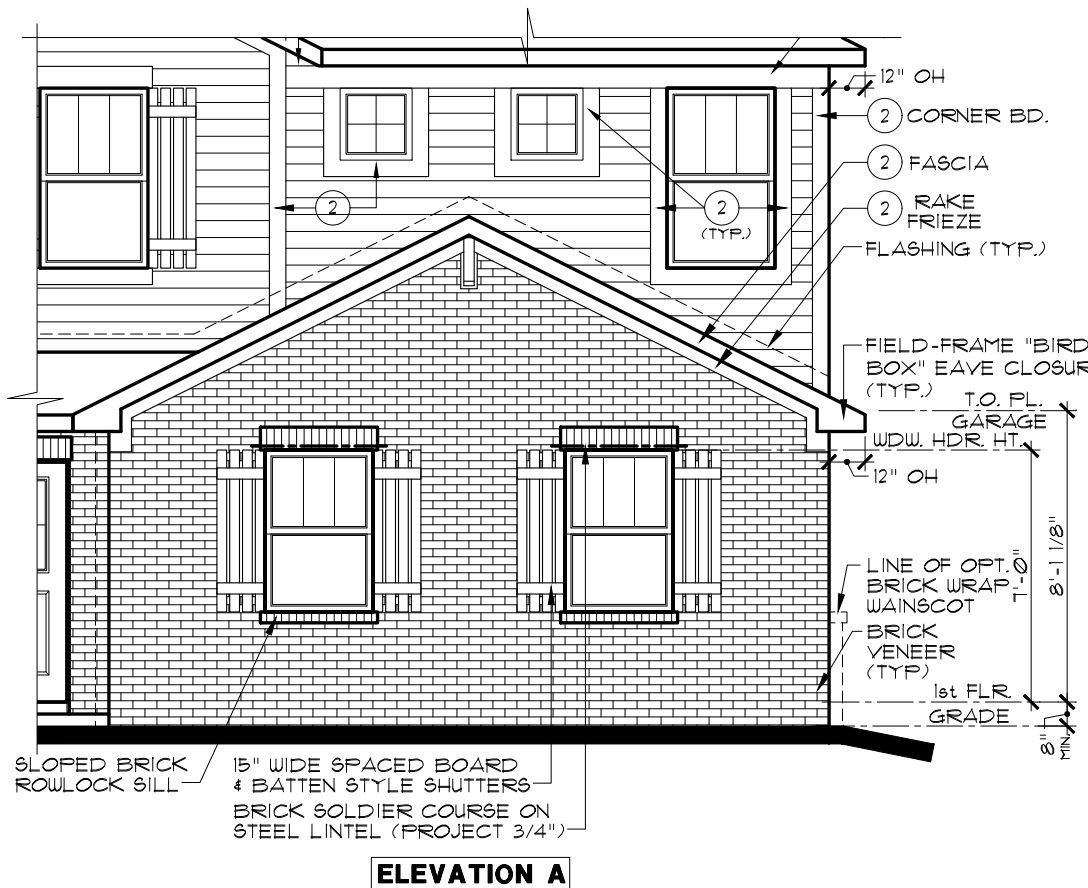 12" OH
2 CORNER BD.
2 FASCIA
2 RAKE
FRIEZE
FLASHING (TYP.)
2
2
(TYP.)
FIELD-FRAME "BIRD
BOX" EAVE CLOSUR
(TYP.)
T.O. PL.
GARAGE
WDW. HDR. HT.
12" OH
7'-0"
8'-1 1/8"
LINE OF OPT.
BRICK WRAP
WAINSCOT
BRICK
VENEER
(TYP)
1st FLR.
GRADE
8"
MIN.
SLOPED BRICK
ROWLOCK SILL
15" WIDE SPACED BOARD
& BATTEN STYLE SHUTTERS
BRICK SOLDIER COURSE ON
STEEL LINTEL (PROJECT 3/4")
ELEVATION A